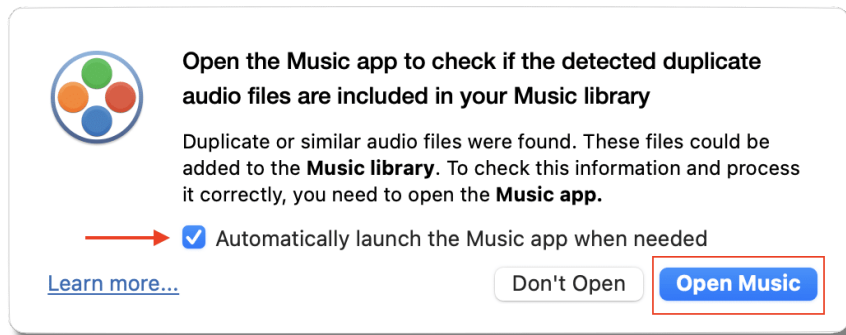 Open the Music app to check if the detected duplicate
audio files are included in your Music library
Duplicate or similar audio files were found. These files could be
added to the Music library. To check this information and process
it correctly, you need to open the Music app.
Automatically launch the Music app when needed
Learn more...
Don't Open
Open Music